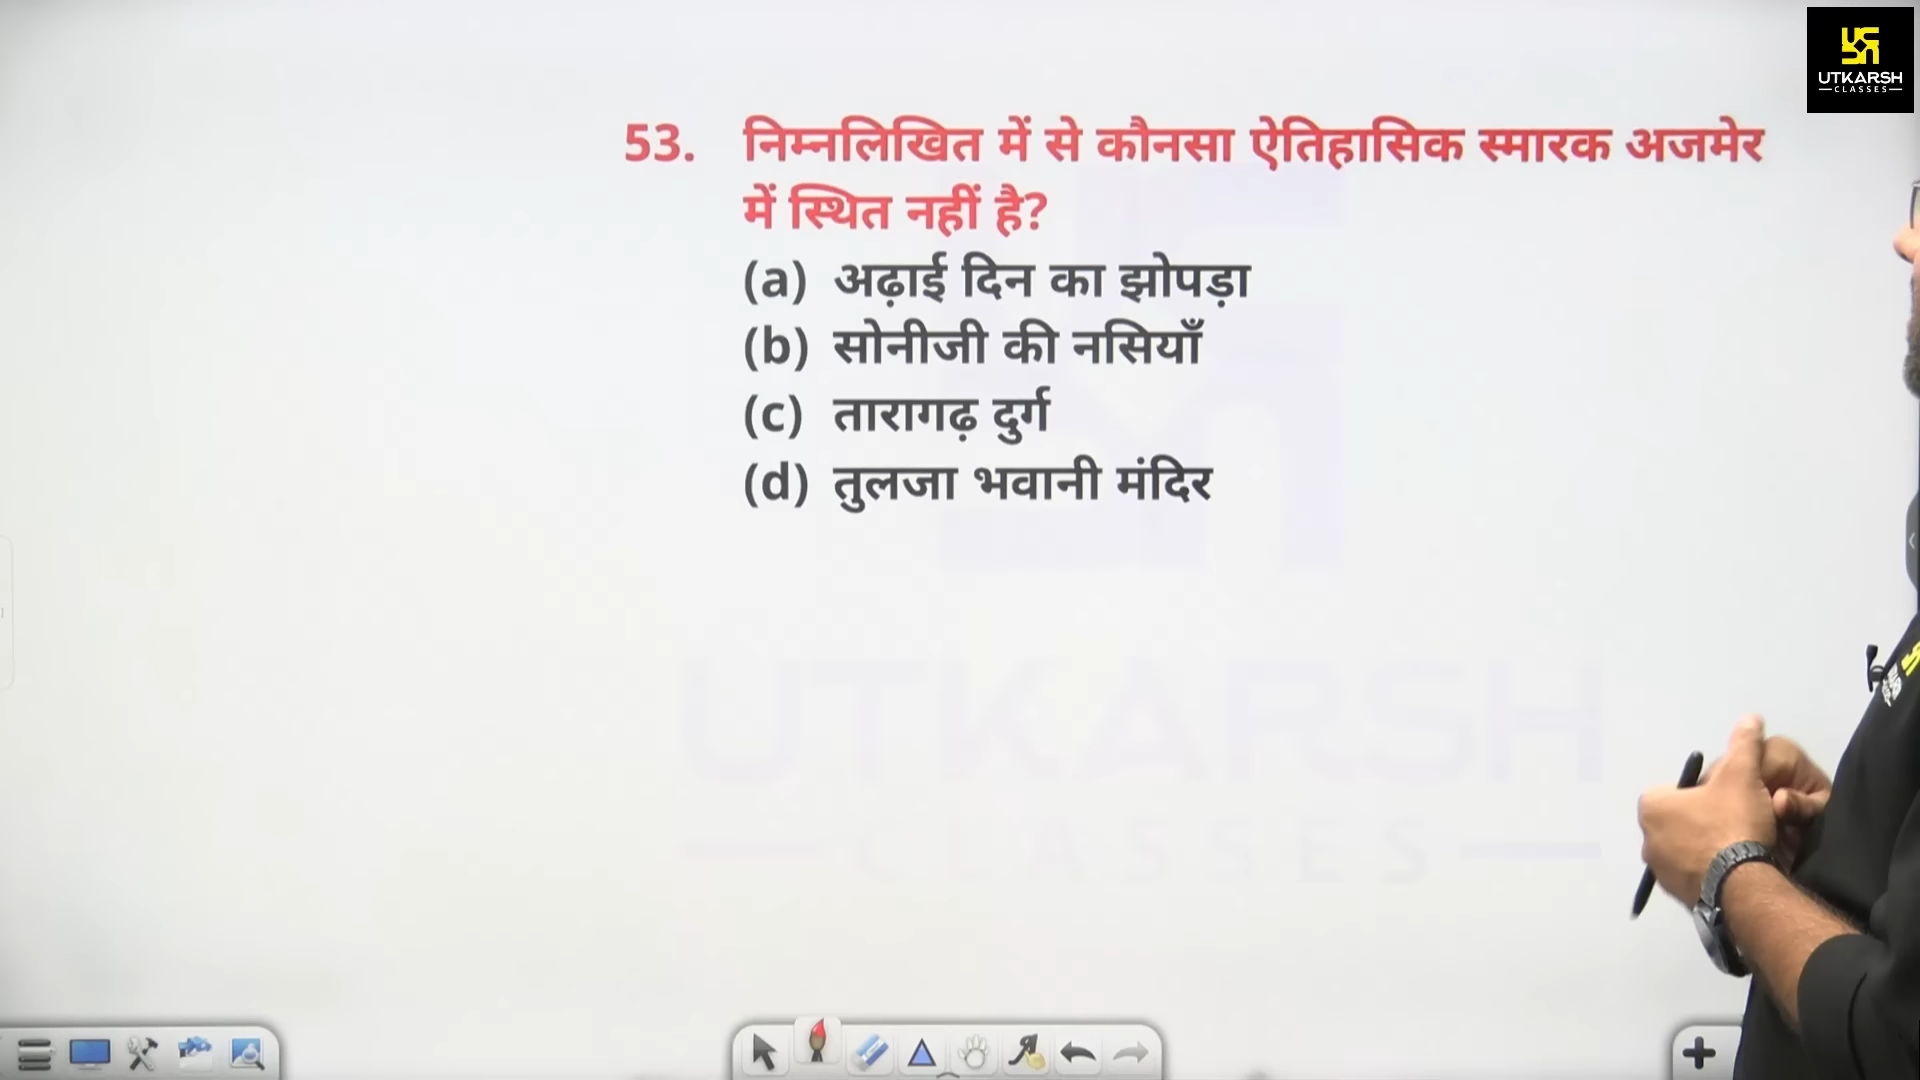 UTKARSH
CLASSES
53. निम्नलिखित में से कौनसा ऐतिहासिक स्मारक अजमेर
में स्थित नहीं है?
(a) अढ़ाई दिन का झोपड़ा
(b) सोनीजी की नसियाँ
(c) तारागढ़ दुर्ग
(d) तुलजा भवानी मंदिर
UTKARSH
CLASSES